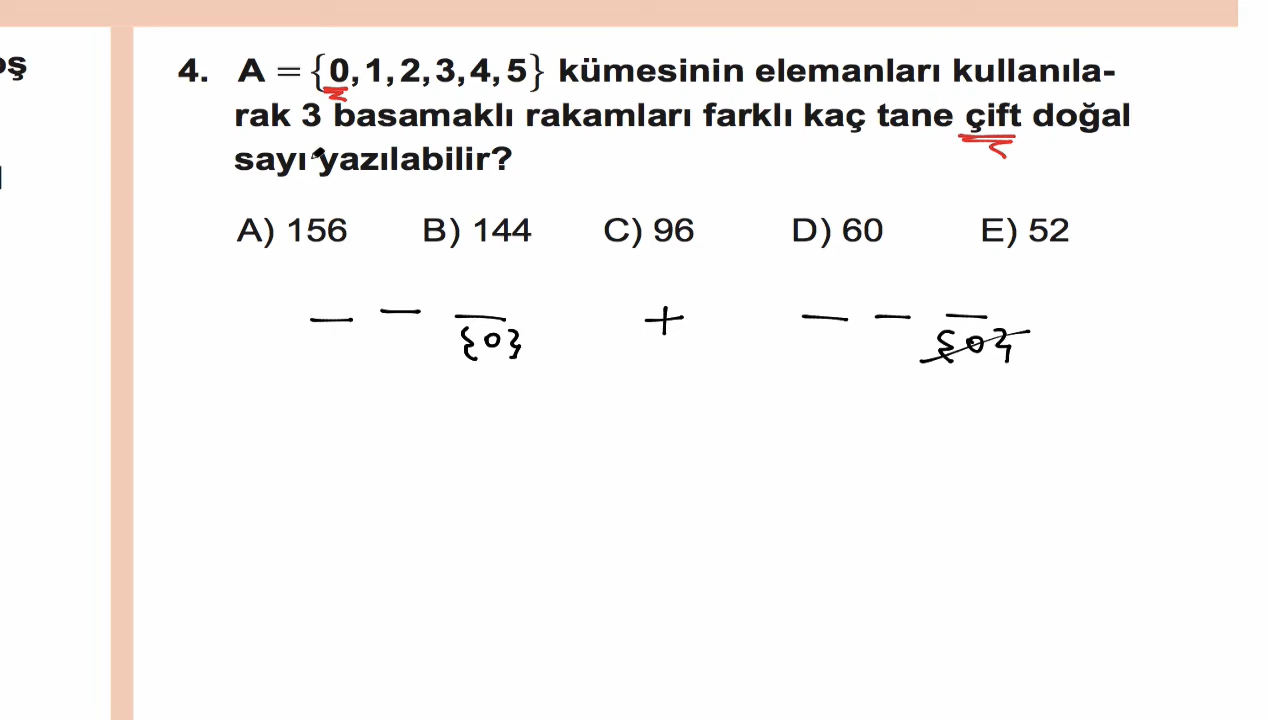 4. A = {0, 1, 2, 3, 4, 5} kümesinin elemanları kullanıla-
rak 3 basamaklı rakamları farklı kaç tane çift doğal
sayı yazılabilir?
A) 156 B) 144 C) 96 D) 60 E) 52
_ _ _ + _ _ _
{0} {0}